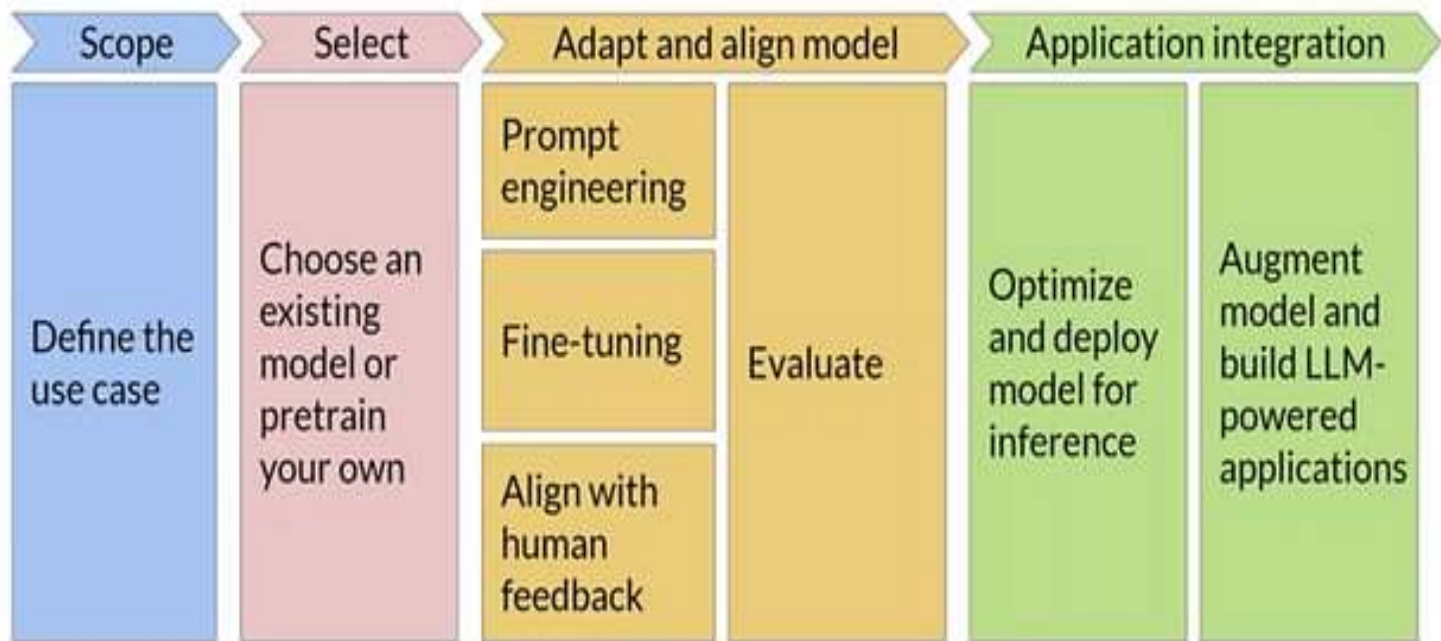 Scope
Select
Adapt and align model
Application integration
Define the
use case
Choose an
existing
model or
pretrain
your own
Prompt
engineering
Fine-tuning
Align with
human
feedback
Evaluate
Optimize
and deploy
model for
inference
Augment
model and
build LLM-
powered
applications